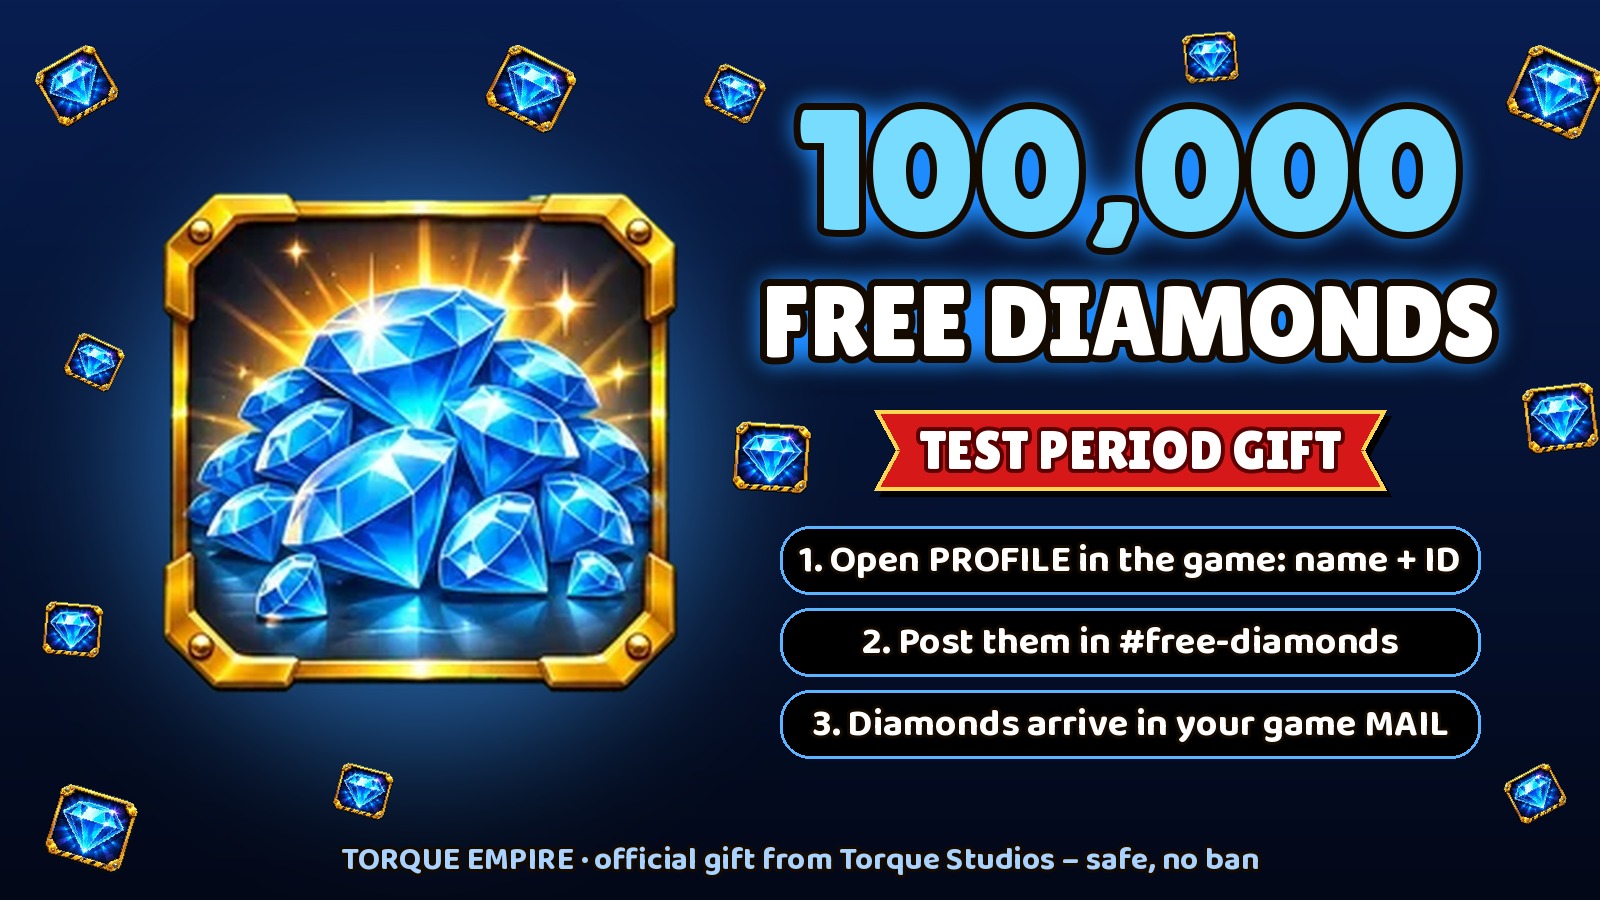 100,000
FREE DIAMONDS
TEST PERIOD GIFT
1. Open PROFILE in the game: name + ID
2. Post them in #free-diamonds
3. Diamonds arrive in your game MAIL
TORQUE EMPIRE · official gift from Torque Studios – safe, no ban